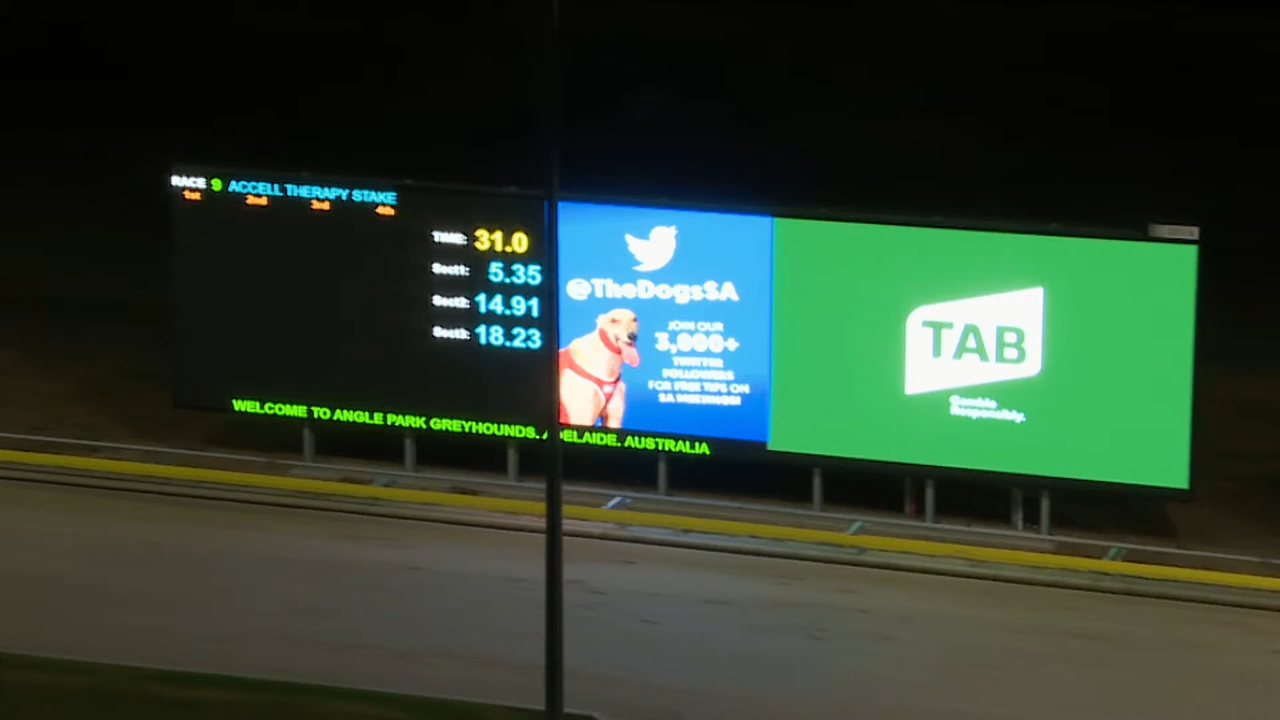 RACE 9 ACCELL THERAPY STAKE
1st 2nd 3rd 4th
TIME: 31.0
Sect1: 5.35
Sect2: 14.91
Sect3: 18.23
@TheDogsSA
JOIN OUR
3,000+
TWITTER
FOLLOWERS
FOR FREE TIPS ON
SA MEETINGS!
TAB
Gamble
Responsibly.
WELCOME TO ANGLE PARK GREYHOUNDS. ADELAIDE. AUSTRALIA